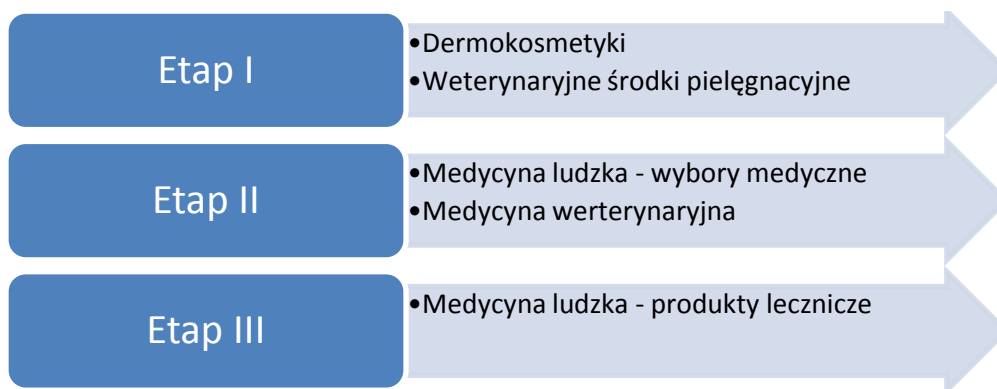 Etap I
•Dermokosmetyki
•Weterynaryjne środki pielęgnacyjne
Etap II
•Medycyna ludzka - wybory medyczne
•Medycyna werterynaryjna
Etap III
•Medycyna ludzka - produkty lecznicze